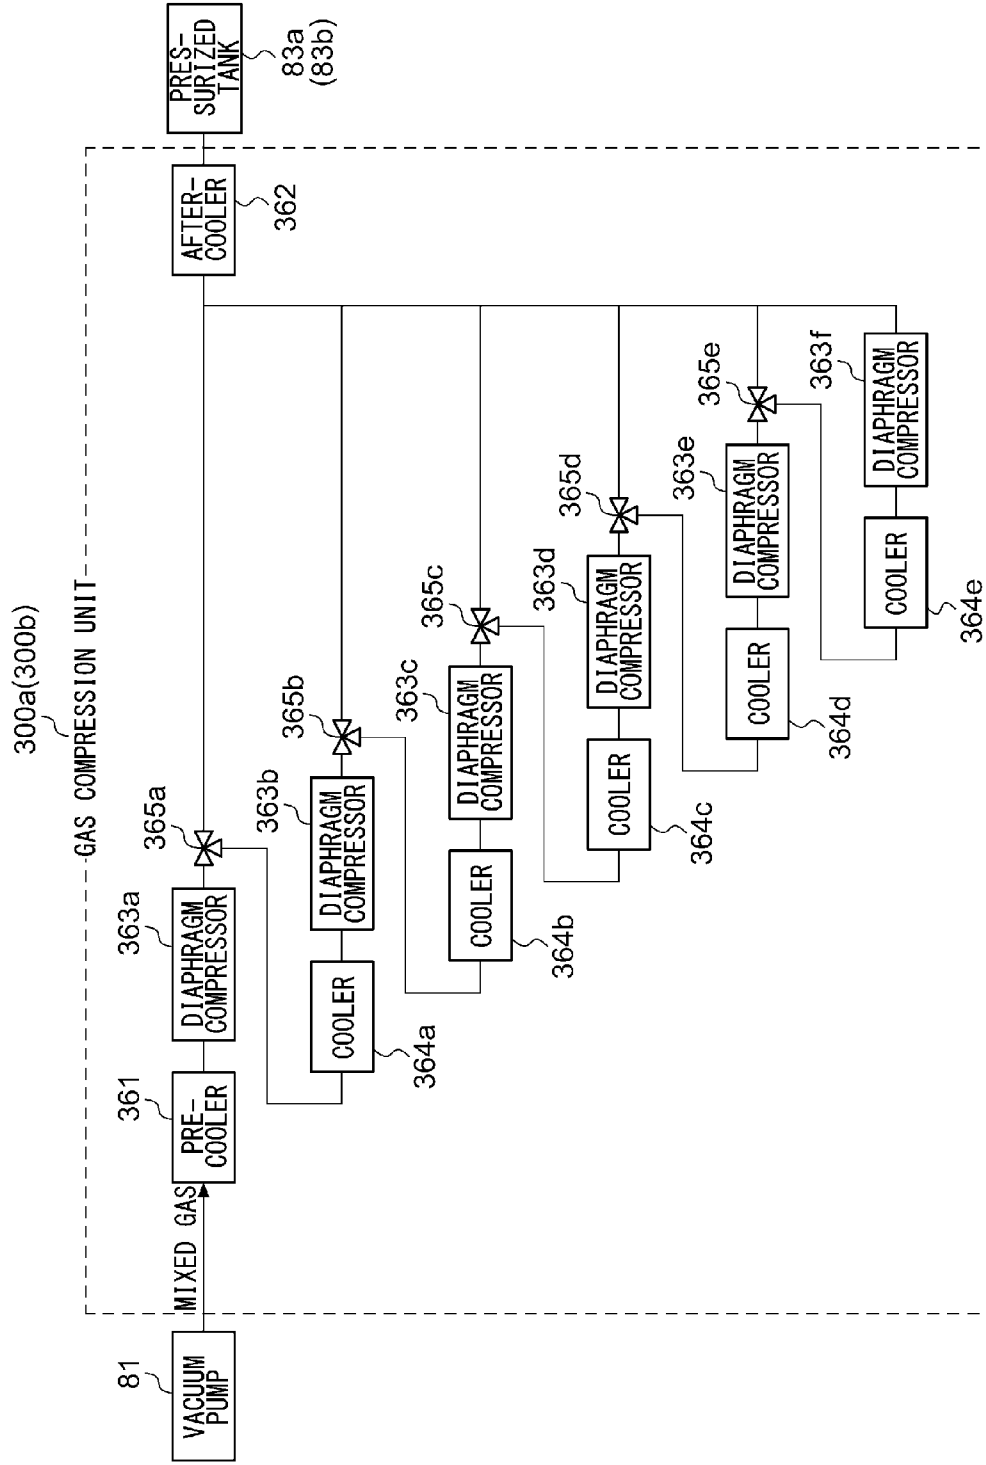 300a(300b)
GAS COMPRESSION UNIT
81
VACUUM
PUMP
MIXED GAS
361
PRE-
COOLER
363a
DIAPHRAGM
COMPRESSOR
365a
AFTER-
COOLER
362
PRES-
SURIZED
TANK
83a
(83b)
COOLER
364a
363b
DIAPHRAGM
COMPRESSOR
365b
COOLER
364b
363c
DIAPHRAGM
COMPRESSOR
365c
COOLER
364c
363d
DIAPHRAGM
COMPRESSOR
365d
COOLER
364d
363e
DIAPHRAGM
COMPRESSOR
365e
COOLER
364e
363f
DIAPHRAGM
COMPRESSOR